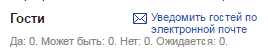 Гости
Уведомить гостей по
электронной почте
Да: 0. Может быть: 0. Нет: 0. Ожидается: 0.